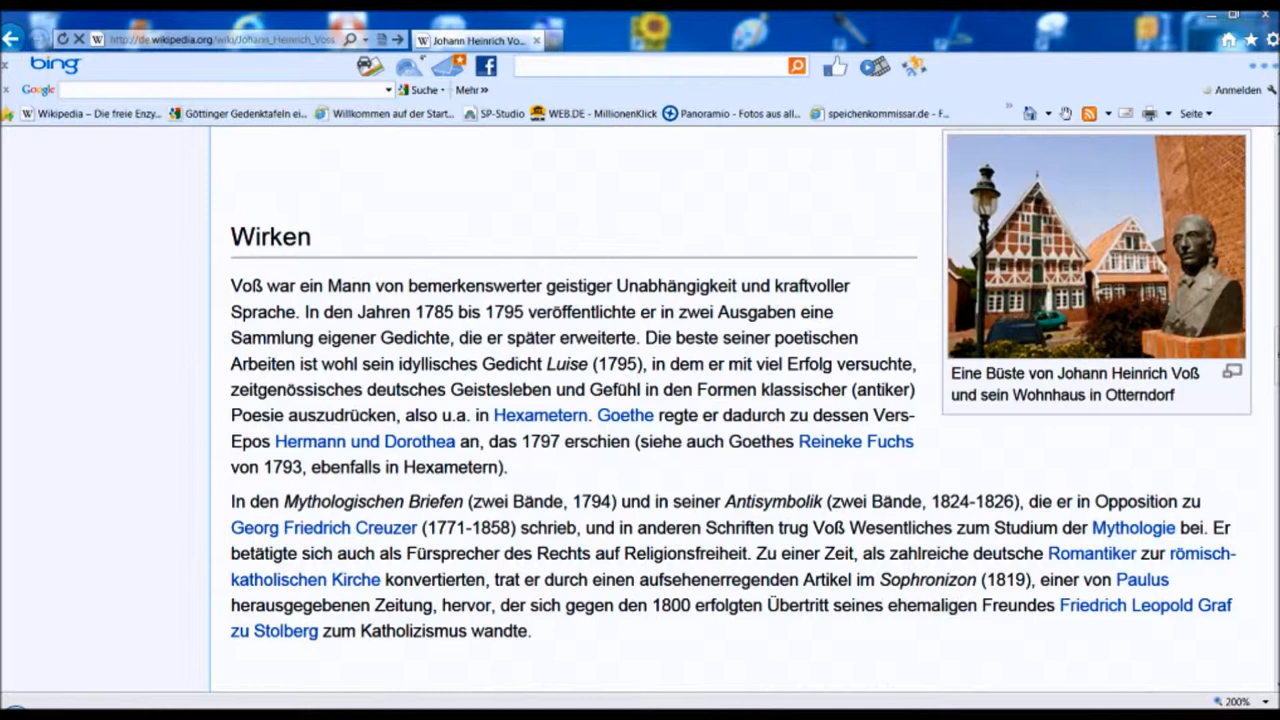 http://de.wikipedia.org/wiki/Johann_Heinrich_Voss
Johann Heinrich Vo...
bing
Google
Suche
Mehr »
Anmelden
Wikipedia – Die freie Enzy...
Göttinger Gedenktafeln ei...
Willkommen auf der Start...
SP-Studio
WEB.DE - MillionenKlick
Panoramio - Fotos aus all...
speichenkommissar.de - F...
Seite
Wirken
Voß war ein Mann von bemerkenswerter geistiger Unabhängigkeit und kraftvoller
Sprache. In den Jahren 1785 bis 1795 veröffentlichte er in zwei Ausgaben eine
Sammlung eigener Gedichte, die er später erweiterte. Die beste seiner poetischen
Arbeiten ist wohl sein idyllisches Gedicht Luise (1795), in dem er mit viel Erfolg versuchte,
zeitgenössisches deutsches Geistesleben und Gefühl in den Formen klassischer (antiker)
Poesie auszudrücken, also u.a. in Hexametern. Goethe regte er dadurch zu dessen Vers-
Epos Hermann und Dorothea an, das 1797 erschien (siehe auch Goethes Reineke Fuchs
von 1793, ebenfalls in Hexametern).
Eine Büste von Johann Heinrich Voß
und sein Wohnhaus in Otterndorf
In den Mythologischen Briefen (zwei Bände, 1794) und in seiner Antisymbolik (zwei Bände, 1824-1826), die er in Opposition zu
Georg Friedrich Creuzer (1771-1858) schrieb, und in anderen Schriften trug Voß Wesentliches zum Studium der Mythologie bei. Er
betätigte sich auch als Fürsprecher des Rechts auf Religionsfreiheit. Zu einer Zeit, als zahlreiche deutsche Romantiker zur römisch-
katholischen Kirche konvertierten, trat er durch einen aufsehenerregenden Artikel im Sophronizon (1819), einer von Paulus
herausgegebenen Zeitung, hervor, der sich gegen den 1800 erfolgten Übertritt seines ehemaligen Freundes Friedrich Leopold Graf
zu Stolberg zum Katholizismus wandte.
200%